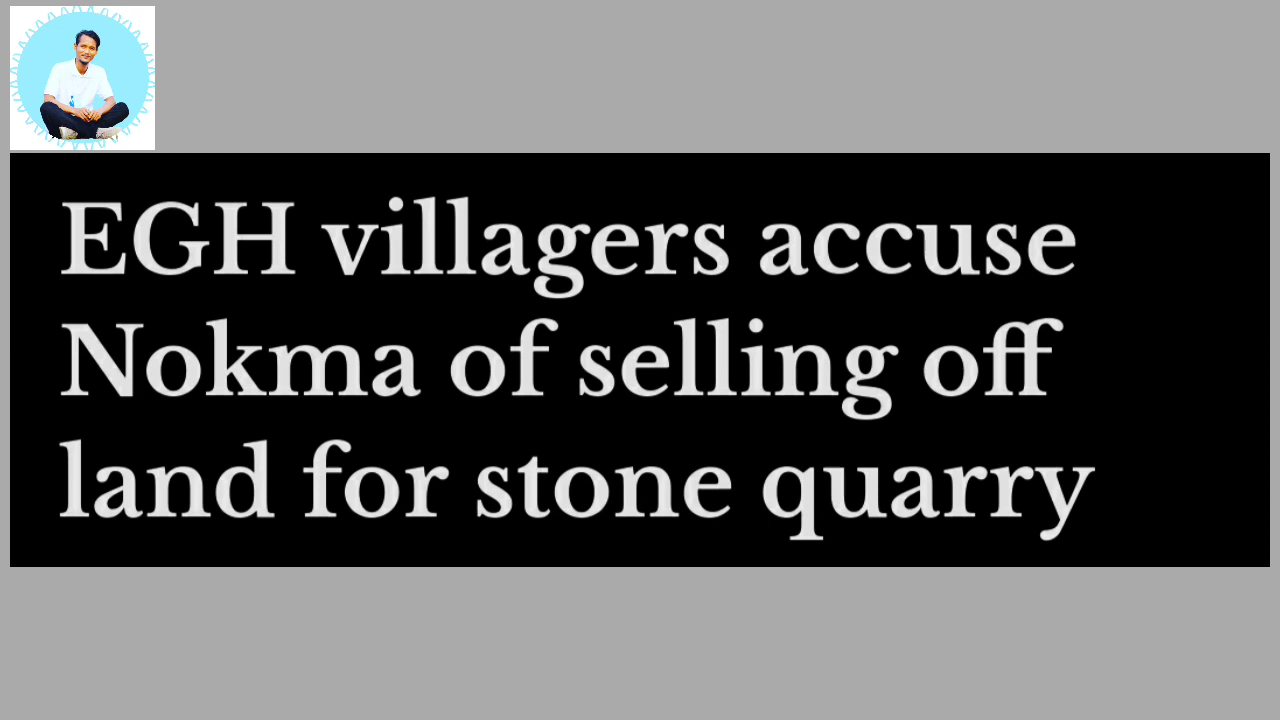 EGH villagers accuse
Nokma of selling off
land for stone quarry